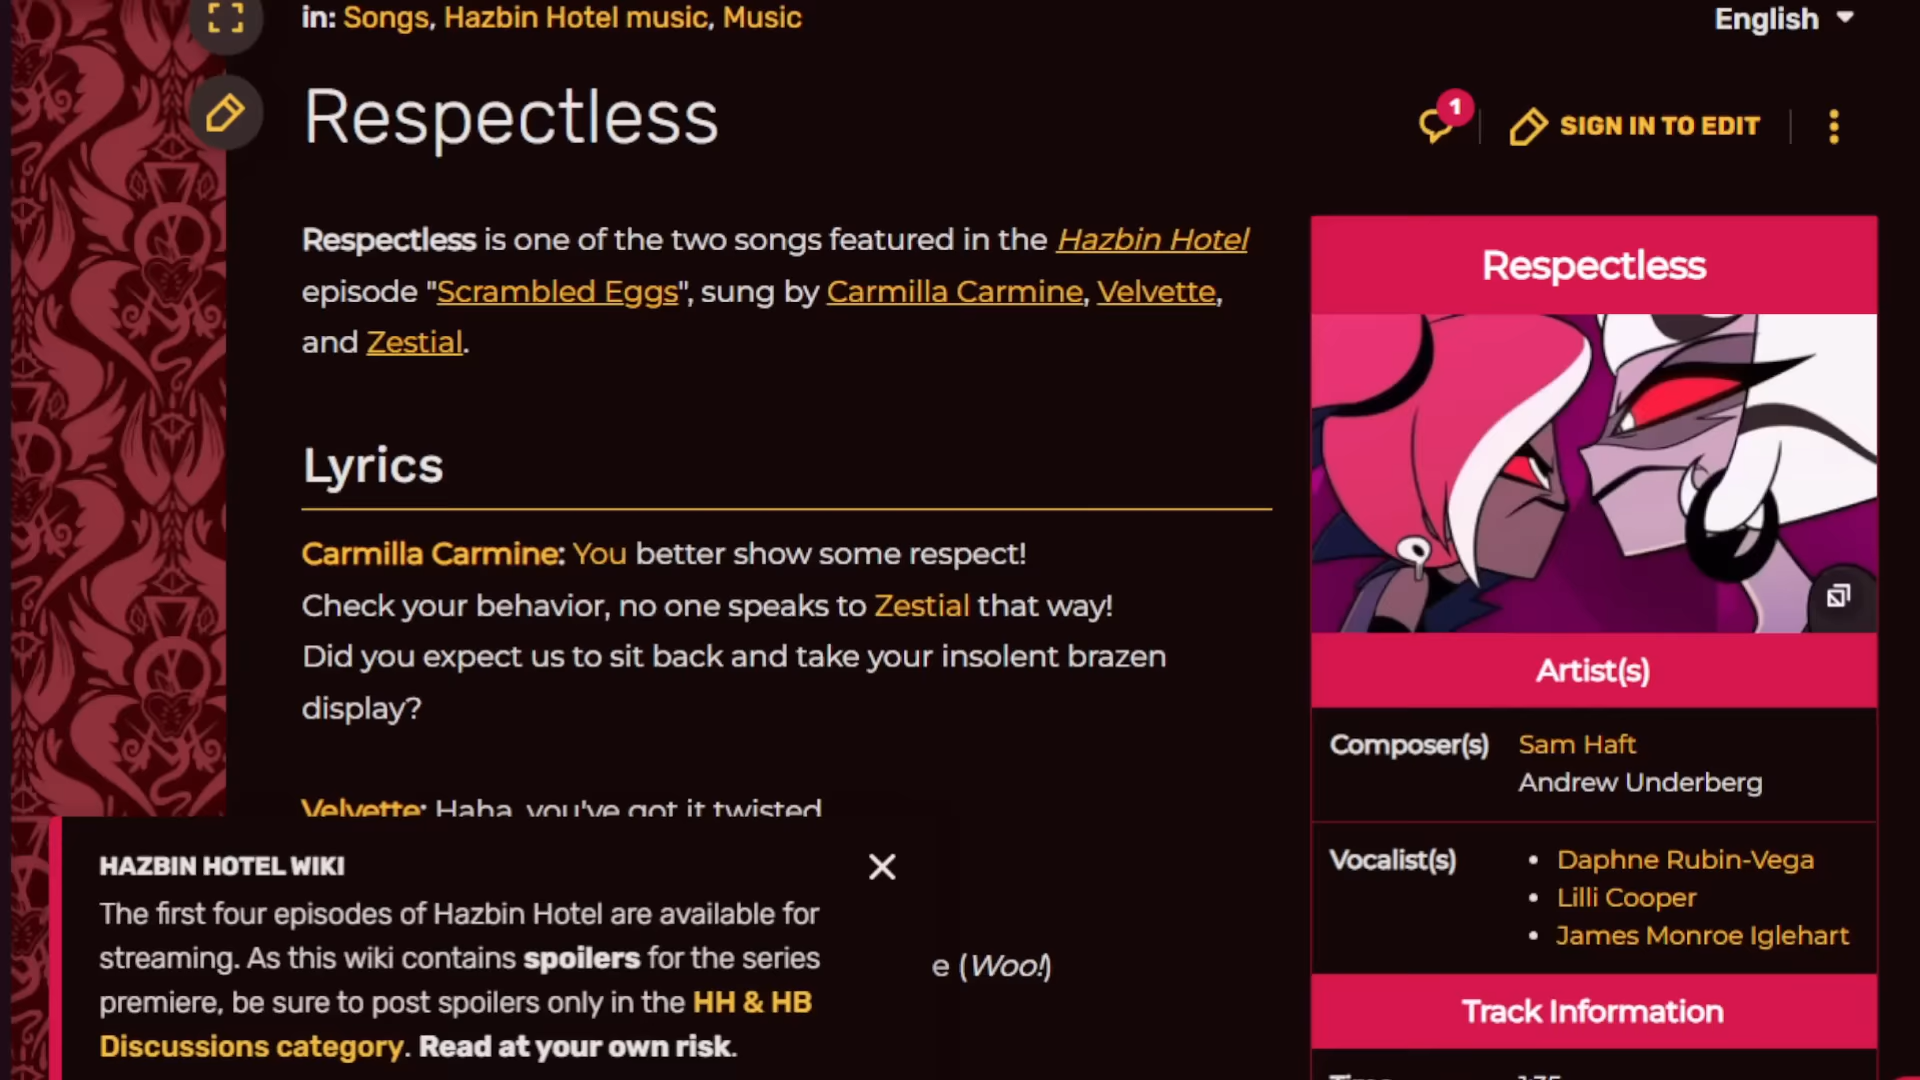 in: Songs, Hazbin Hotel music, Music
English
Respectless
1
SIGN IN TO EDIT
Respectless is one of the two songs featured in the Hazbin Hotel
episode "Scrambled Eggs", sung by Carmilla Carmine, Velvette,
and Zestial.
Lyrics
Carmilla Carmine: You better show some respect!
Check your behavior, no one speaks to Zestial that way!
Did you expect us to sit back and take your insolent brazen
display?
Velvette: Haha, you've got it twisted
e (Woo!)
HAZBIN HOTEL WIKI
The first four episodes of Hazbin Hotel are available for
streaming. As this wiki contains spoilers for the series
premiere, be sure to post spoilers only in the HH & HB
Discussions category. Read at your own risk.
Respectless
Artist(s)
Composer(s) Sam Haft
Andrew Underberg
Vocalist(s) • Daphne Rubin-Vega
• Lilli Cooper
• James Monroe Iglehart
Track Information